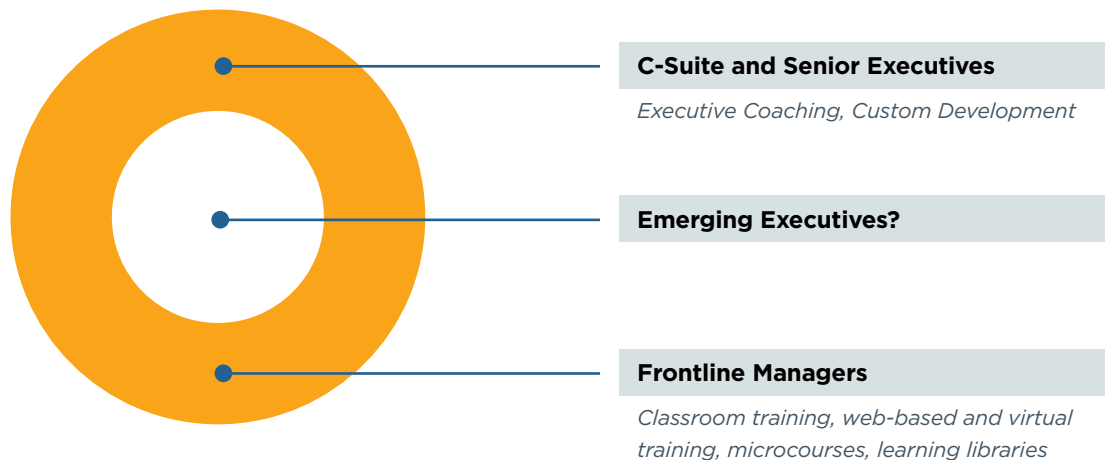 C-Suite and Senior Executives
Executive Coaching, Custom Development
Emerging Executives?
Frontline Managers
Classroom training, web-based and virtual
training, microcourses, learning libraries